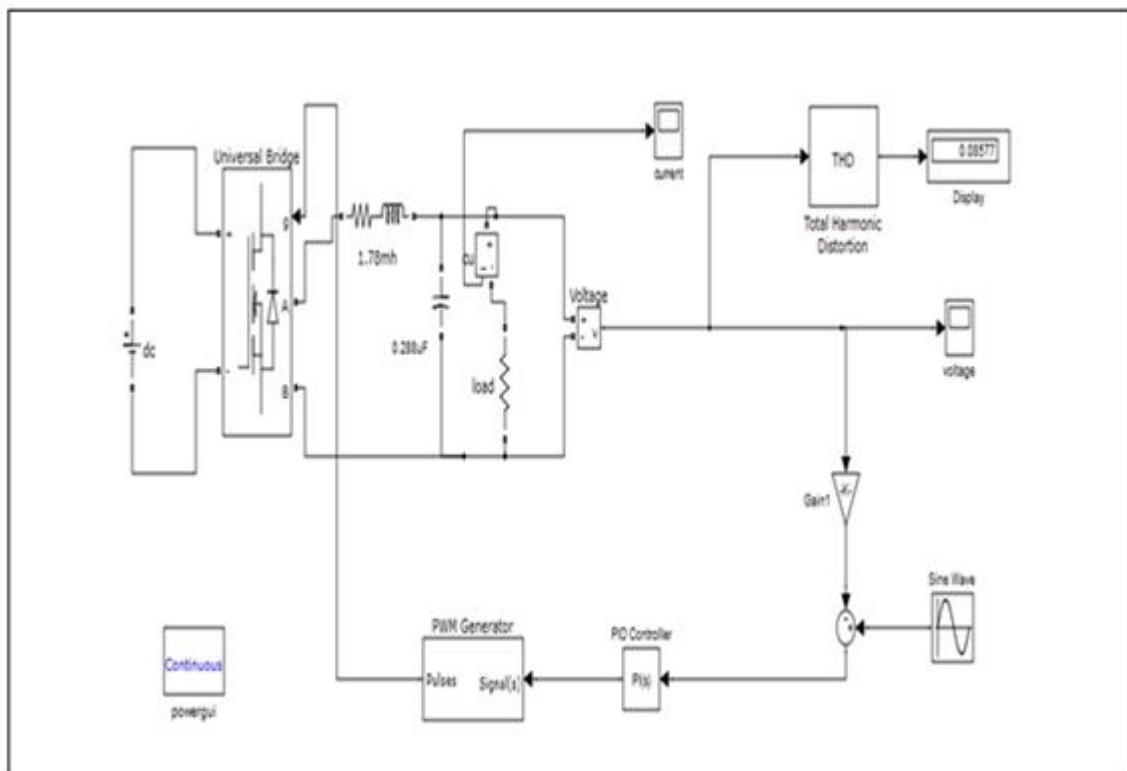 Universal Bridge
g
A
B
+
-
dc
+
1.78mh
0.288uF
cu
+
-
i
load
Voltage
+
-
v
current
THD
Total Harmonic
Distortion
0.08577
Display
voltage
Gain1
Sine Wave
PID Controller
PI(s)
PWM Generator
Pulses
Signal(s)
Continuous
powergui